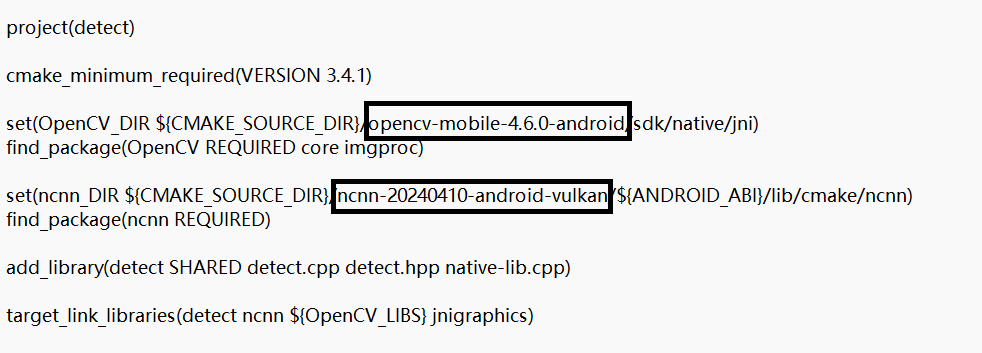 project(detect)
cmake_minimum_required(VERSION 3.4.1)
set(OpenCV_DIR ${CMAKE_SOURCE_DIR}/opencv-mobile-4.6.0-android/sdk/native/jni)
find_package(OpenCV REQUIRED core imgproc)
set(ncnn_DIR ${CMAKE_SOURCE_DIR}/ncnn-20240410-android-vulkan/${ANDROID_ABI}/lib/cmake/ncnn)
find_package(ncnn REQUIRED)
add_library(detect SHARED detect.cpp detect.hpp native-lib.cpp)
target_link_libraries(detect ncnn ${OpenCV_LIBS} jnigraphics)